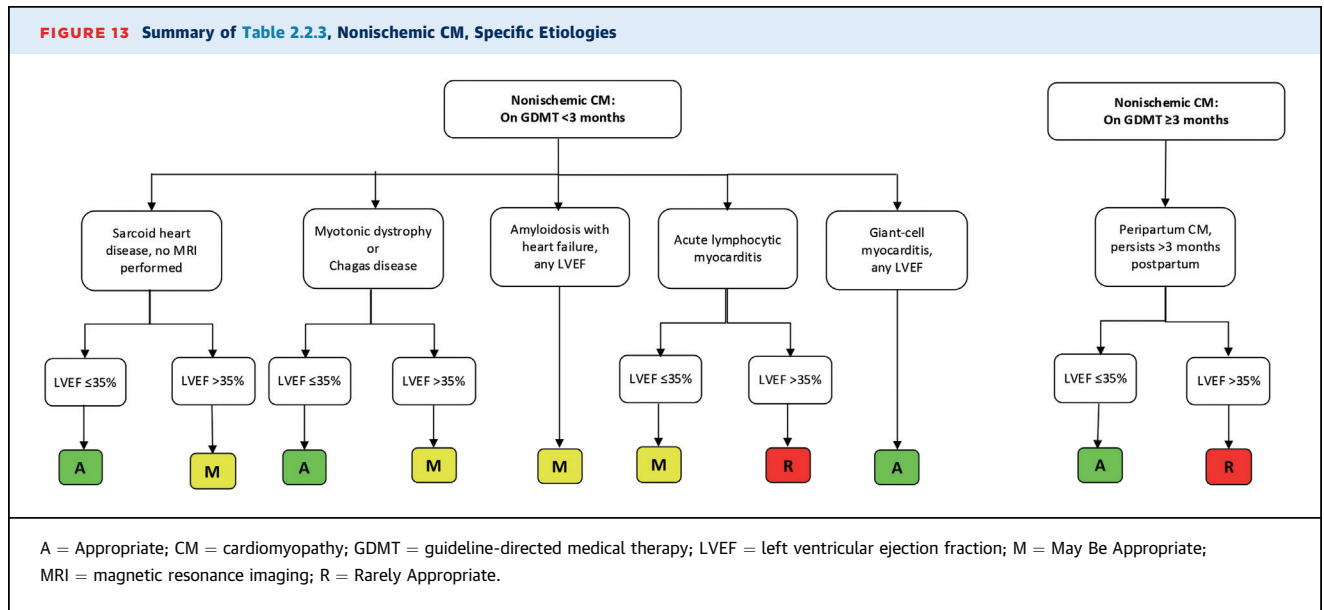 FIGURE 13 Summary of Table 2.2.3, Nonischemic CM, Specific Etiologies
Nonischemic CM:
On GDMT <3 months
Nonischemic CM:
On GDMT ≥3 months
Sarcoid heart
disease, no MRI
performed
Myotonic dystrophy
or
Chagas disease
Amyloidosis with
heart failure,
any LVEF
Acute lymphocytic
myocarditis
Giant-cell
myocarditis,
any LVEF
Peripartum CM,
persists >3 months
postpartum
LVEF ≤35%
LVEF >35%
LVEF ≤35%
LVEF >35%
LVEF ≤35%
LVEF >35%
LVEF ≤35%
LVEF >35%
A
M
A
M
M
M
R
A
A
R
A = Appropriate; CM = cardiomyopathy; GDMT = guideline-directed medical therapy; LVEF = left ventricular ejection fraction; M = May Be Appropriate;
MRI = magnetic resonance imaging; R = Rarely Appropriate.